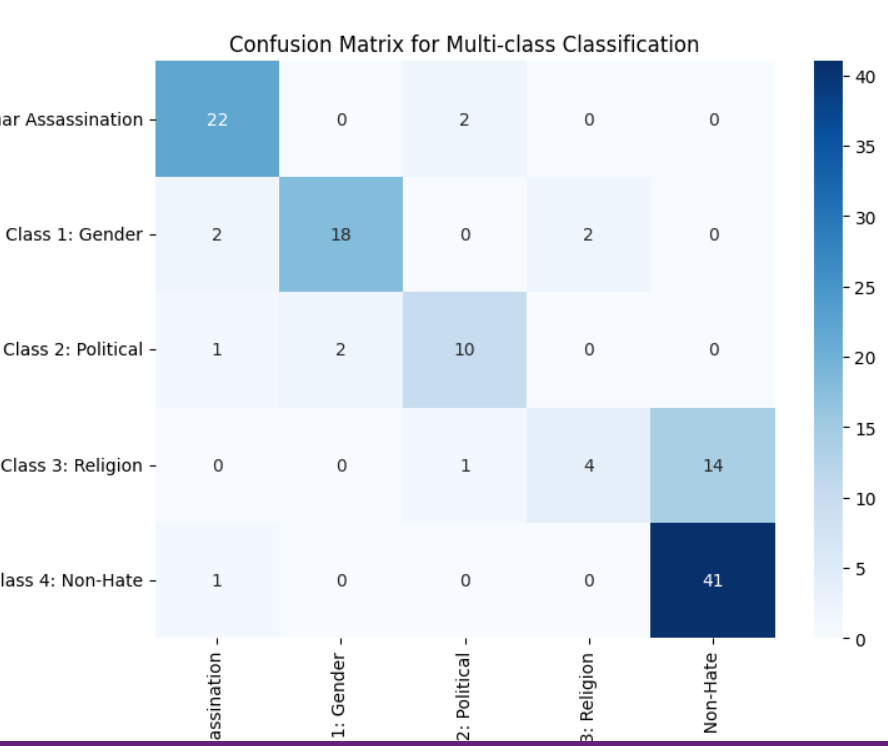 Confusion Matrix for Multi-class Classification
ar Assassination
22 0 2 0 0
Class 1: Gender
2 18 0 2 0
Class 2: Political
1 2 10 0 0
Class 3: Religion
0 0 1 4 14
lass 4: Non-Hate
1 0 0 0 41
assination
1: Gender
2: Political
3: Religion
Non-Hate
40
35
30
25
20
15
10
5
0